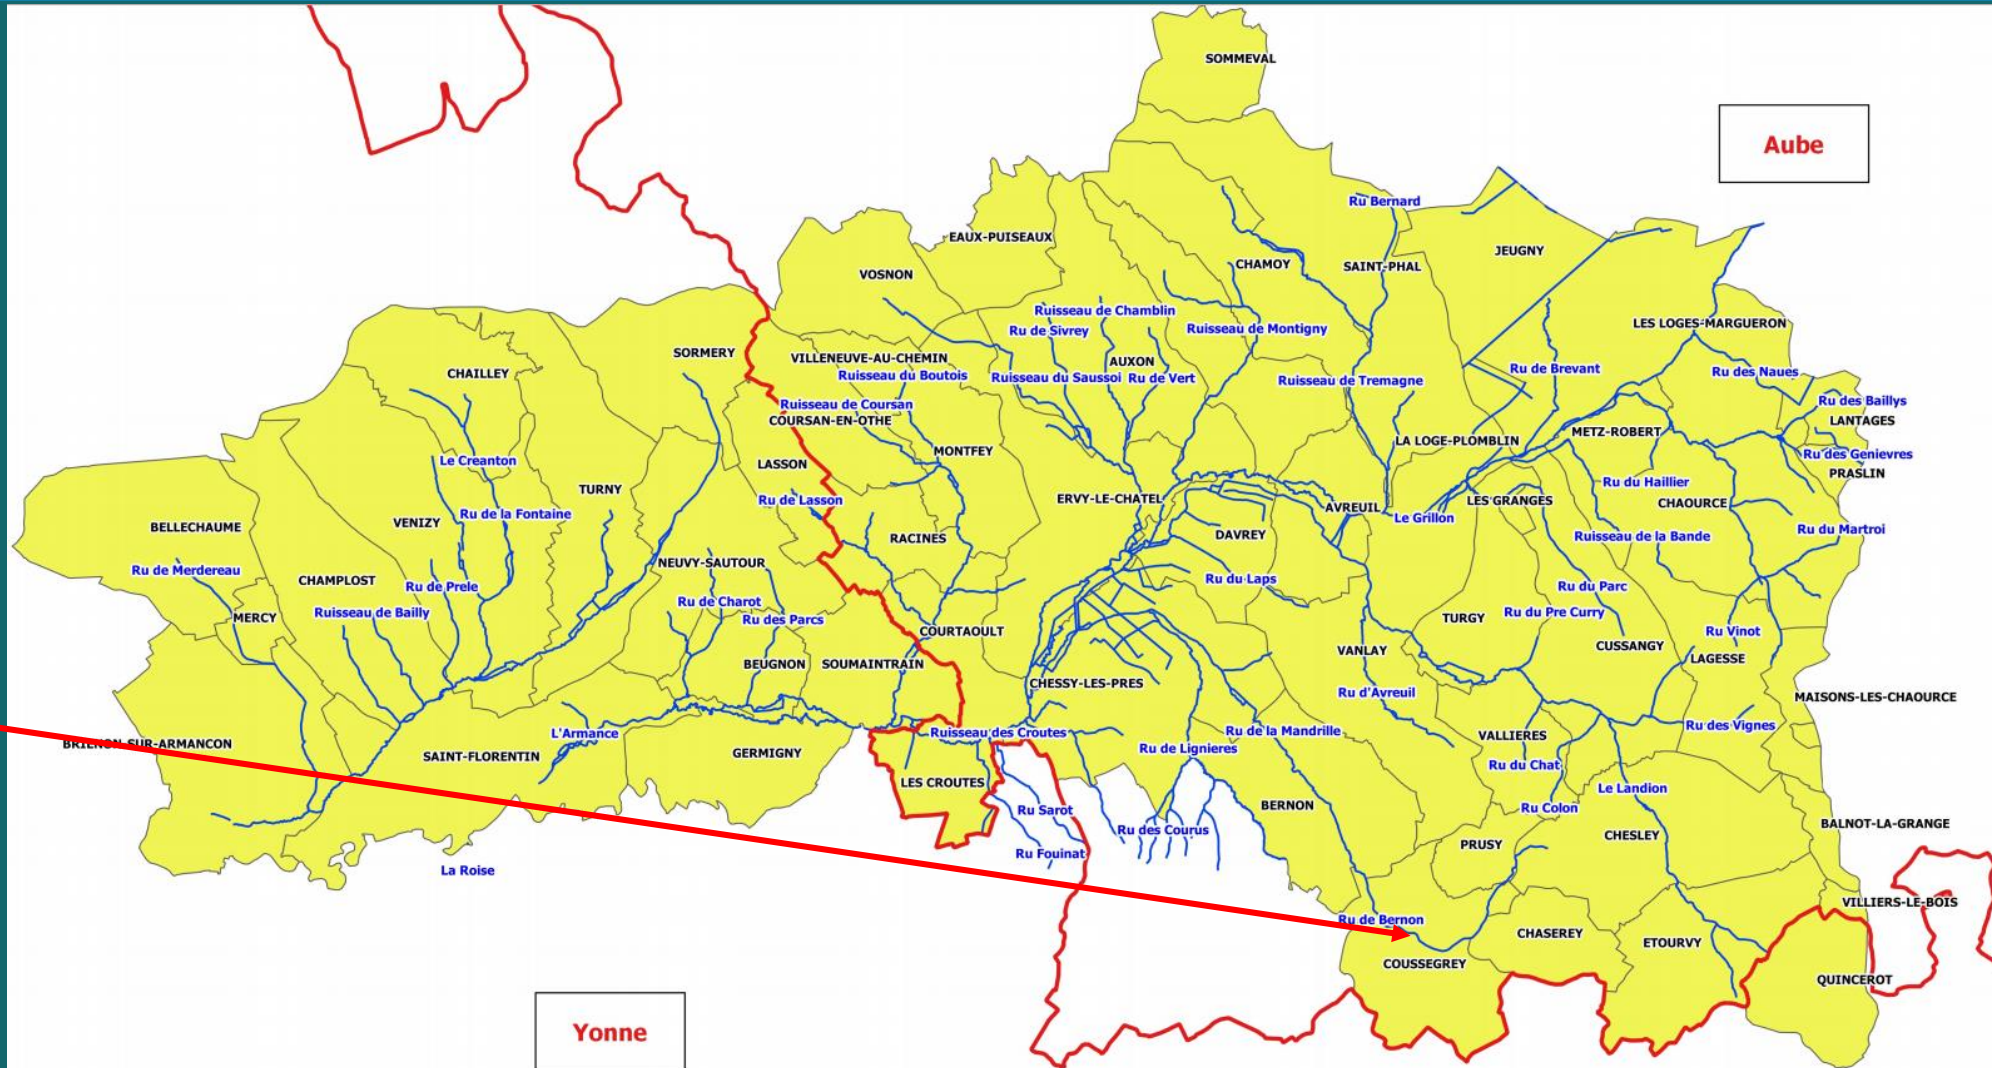 SOMMEVAL
Aube
Ru Bernard
EAUX-PUISEAUX
JEUGNY
CHAMOY
SAINT-PHAL
VOSNON
Ruisseau de Chamblin
Ru de Sivrey
Ruisseau de Montigny
LES LOGES-MARGUERON
SORMERY
VILLENEUVE-AU-CHEMIN
AUXON
CHAILLEY
Ruisseau du Boutois
Ruisseau du Saussoi
Ru de Vert
Ruisseau de Tremagne
Ru de Brevant
Ru des Naues
Ruisseau de Coursan
Ru des Baillys
COURSAN-EN-OTHE
LANTAGES
METZ-ROBERT
LA LOGE-PLOMBLIN
MONTFEY
Ru des Genievres
Le Creanton
LASSON
PRASLIN
Ru du Haillier
TURNY
Ru de Lasson
ERVY-LE-CHATEL
LES GRANGES
CHAOURCE
AVREUIL
Ru de la Fontaine
Le Grillon
BELLECHAUME
VENIZY
Ru du Martroi
RACINES
DAVREY
Ruisseau de la Bande
NEUVY-SAUTOUR
Ru de Merdereau
CHAMPLOST
Ru du Laps
Ru de Prele
Ru du Parc
Ru de Charot
Ruisseau de Bailly
Ru du Pre Curry
MERCY
Ru des Parcs
TURGY
COURTAOULT
Ru Vinot
CUSSANGY
VANLAY
LAGESSE
BEUGNON
SOUMAINTRAIN
CHESSY-LES-PRES
Ru d'Avreuil
MAISONS-LES-CHAOURCE
Ru des Vignes
L'Armance
Ruisseau des Croutes
Ru de la Mandrille
VALLIERES
BRIENON-SUR-ARMANCON
Ru de Lignieres
SAINT-FLORENTIN
GERMIGNY
Ru du Chat
LES CROUTES
Le Landion
BERNON
Ru Colon
Ru Sarot
BALNOT-LA-GRANGE
Ru des Courus
CHESLEY
PRUSY
Ru Fouinat
La Roise
VILLIERS-LE-BOIS
Ru de Bernon
CHASEREY
ETOURVY
COUSSEGREY
QUINCEROT
Yonne